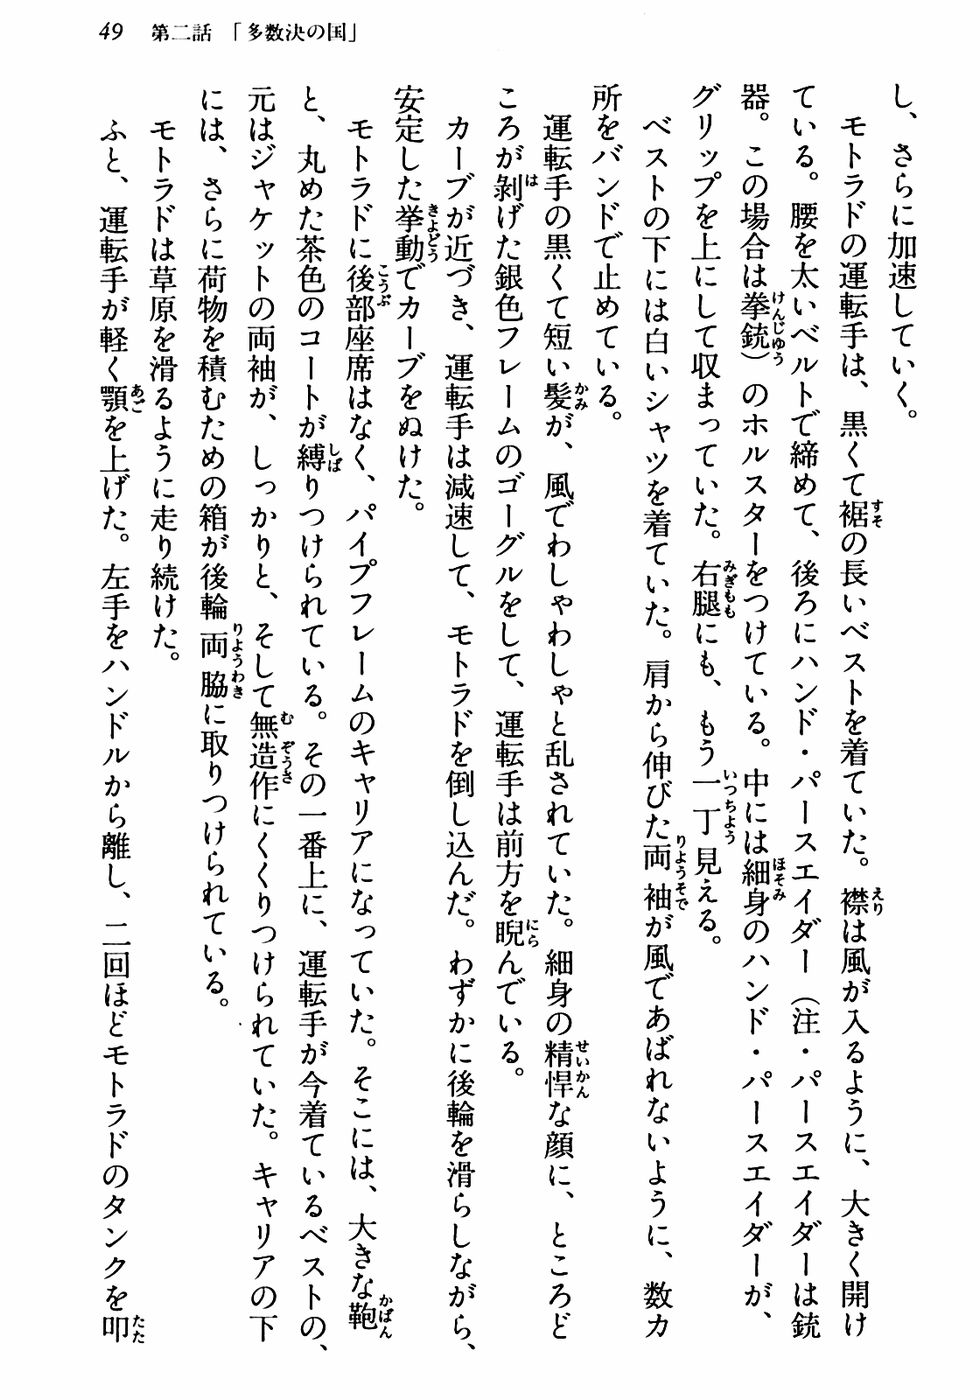 49　第二話　「多数決の国」
し、さらに加速していく。
　モトラドの運転手は、黒くて裾の長いベストを着ていた。襟は風が入るように、大きく開け
ている。腰を太いベルトで締めて、後ろにハンド・パースエイダー（注・パースエイダーは銃
器。この場合は拳銃）のホルスターをつけている。中には細身のハンド・パースエイダーが、
グリップを上にして収まっていた。右腿にも、もう一丁見える。
　ベストの下には白いシャツを着ていた。肩から伸びた両袖が風であばれないように、数カ
所をバンドで止めている。
　運転手の黒くて短い髪が、風でわしゃわしゃと乱されていた。細身の精悍な顔に、ところど
ころが剥げた銀色フレームのゴーグルをして、運転手は前方を睨んでいる。
　カーブが近づき、運転手は減速して、モトラドを倒し込んだ。わずかに後輪を滑らしながら、
安定した挙動でカーブをぬけた。
　モトラドに後部座席はなく、パイプフレームのキャリアになっていた。そこには、大きな鞄
と、丸めた茶色のコートが縛りつけられている。その一番上に、運転手が今着ているベストの、
元はジャケットの両袖が、しっかりと、そして無造作にくくりつけられていた。キャリアの下
には、さらに荷物を積むための箱が後輪両脇に取りつけられている。
　モトラドは草原を滑るように走り続けた。
　ふと、運転手が軽く顎を上げた。左手をハンドルから離し、二回ほどモトラドのタンクを叩